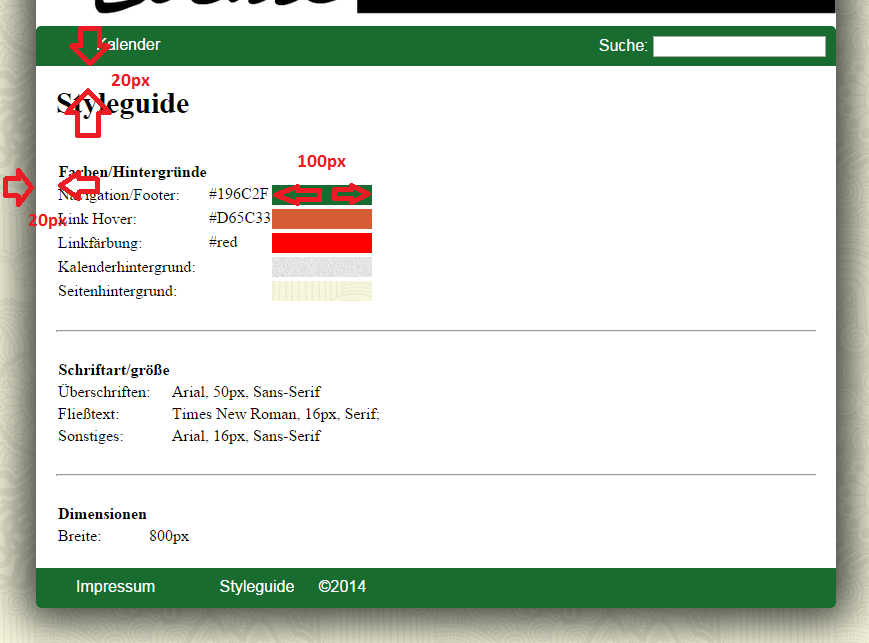 Kalender Suche:
20px
Styleguide
100px
Farben/Hintergründe
Navigation/Footer: #196C2F
Link Hover: #D65C33
20px
Linkfärbung: #red
Kalenderhintergrund:
Seitenhintergrund:
Schriftart/größe
Überschriften: Arial, 50px, Sans-Serif
Fließtext: Times New Roman, 16px, Serif;
Sonstiges: Arial, 16px, Sans-Serif
Dimensionen
Breite: 800px
Impressum Styleguide ©2014